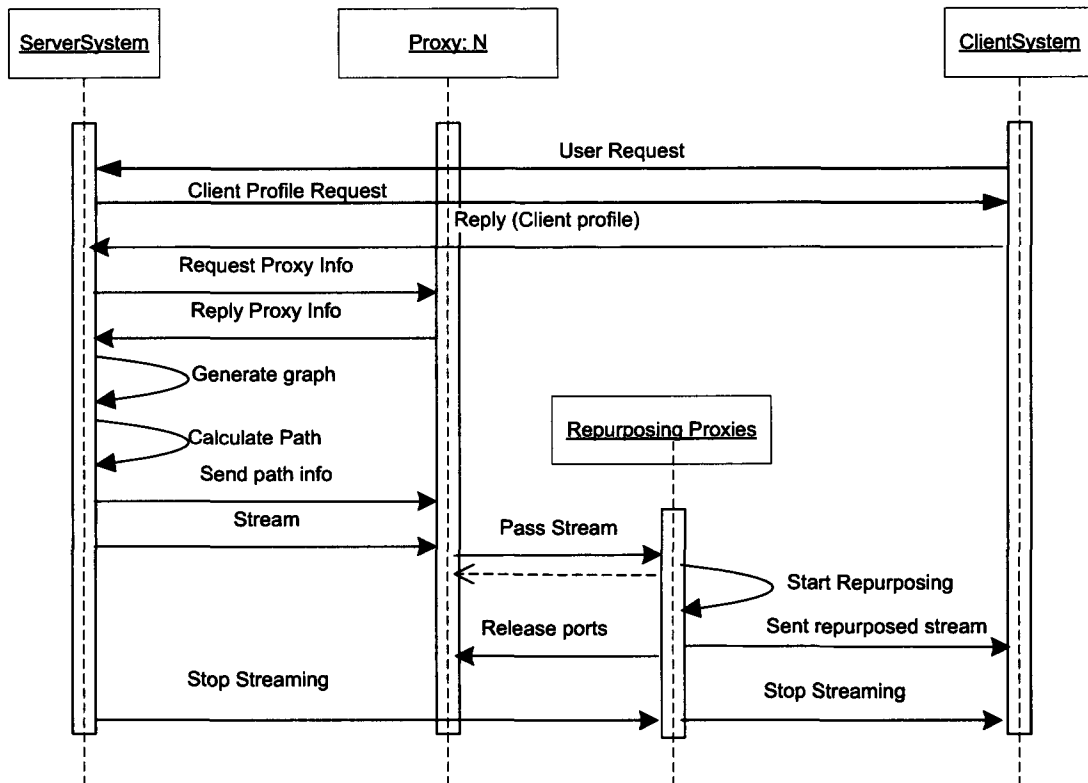 ServerSystem
Proxy: N
ClientSystem
User Request
Client Profile Request
Reply (Client profile)
Request Proxy Info
Reply Proxy Info
Generate graph
Repurposing Proxies
Calculate Path
Send path info
Stream
Pass Stream
Start Repurposing
Release ports
Sent repurposed stream
Stop Streaming
Stop Streaming